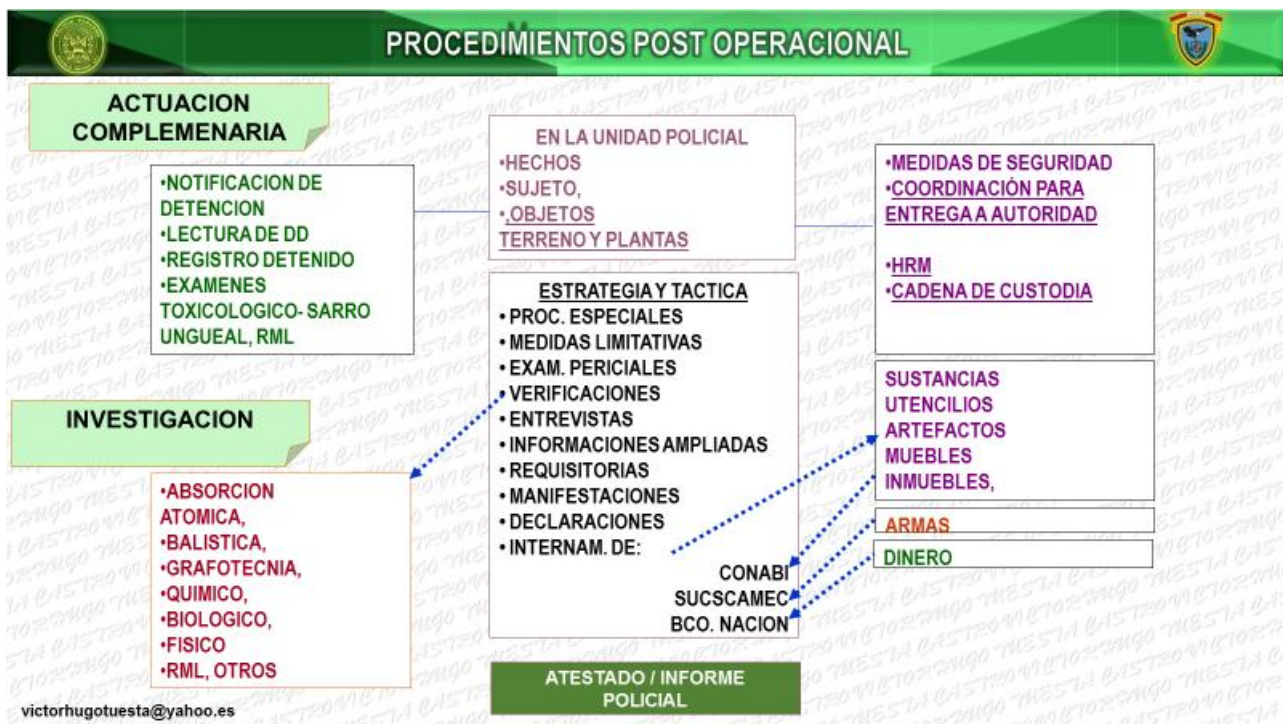 PROCEDIMIENTOS POST OPERACIONAL
ACTUACION
COMPLEMENARIA
•NOTIFICACION DE
DETENCION
•LECTURA DE DD
•REGISTRO DETENIDO
•EXAMENES
TOXICOLOGICO- SARRO
UNGUEAL, RML
EN LA UNIDAD POLICIAL
•HECHOS
•SUJETO,
•,OBJETOS
TERRENO Y PLANTAS
•MEDIDAS DE SEGURIDAD
•COORDINACIÓN PARA
ENTREGA A AUTORIDAD
•HRM
•CADENA DE CUSTODIA
ESTRATEGIA Y TACTICA
• PROC. ESPECIALES
• MEDIDAS LIMITATIVAS
• EXAM. PERICIALES
• VERIFICACIONES
• ENTREVISTAS
• INFORMACIONES AMPLIADAS
• REQUISITORIAS
• MANIFESTACIONES
• DECLARACIONES
• INTERNAM. DE:
CONABI
SUCSCAMEC
BCO. NACION
SUSTANCIAS
UTENCILIOS
ARTEFACTOS
MUEBLES
INMUEBLES,
ARMAS
DINERO
INVESTIGACION
•ABSORCION
ATOMICA,
•BALISTICA,
•GRAFOTECNIA,
•QUIMICO,
•BIOLOGICO,
•FISICO
•RML, OTROS
ATESTADO / INFORME
POLICIAL
victorhugotuesta@yahoo.es